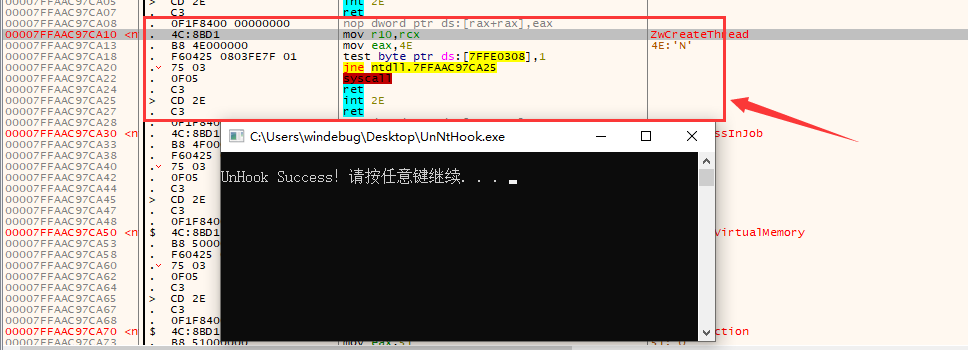 00007FFAAC97CA05 > CD 2E int 2E
00007FFAAC97CA07 . C3 ret
00007FFAAC97CA08 . 0F1F8400 00000000 nop dword ptr ds:[rax+rax],eax
00007FFAAC97CA10 <n . 4C:8BD1 mov r10,rcx ZwCreateThread
00007FFAAC97CA13 . B8 4E000000 mov eax,4E 4E:'N'
00007FFAAC97CA18 . F60425 0803FE7F 01 test byte ptr ds:[7FFE0308],1
00007FFAAC97CA20 . 75 03 jne ntdll.7FFAAC97CA25
00007FFAAC97CA22 . 0F05 syscall
00007FFAAC97CA24 . C3 ret
00007FFAAC97CA25 > CD 2E int 2E
00007FFAAC97CA27 . C3 ret
00007FFAAC97CA28 . 0F1F8400
00007FFAAC97CA30 <n . 4C:8BD1 ssInJob
00007FFAAC97CA33 . B8 4F00
00007FFAAC97CA38 . F60425
00007FFAAC97CA40 . 75 03
00007FFAAC97CA42 . 0F05
00007FFAAC97CA44 . C3
00007FFAAC97CA45 > CD 2E
00007FFAAC97CA47 . C3
00007FFAAC97CA48 . 0F1F8400
00007FFAAC97CA50 <n $ 4C:8BD1 VirtualMemory
00007FFAAC97CA53 . B8 5000
00007FFAAC97CA58 . F60425
00007FFAAC97CA60 . 75 03
00007FFAAC97CA62 . 0F05
00007FFAAC97CA64 . C3
00007FFAAC97CA65 > CD 2E
00007FFAAC97CA67 . C3
00007FFAAC97CA68 . 0F1F8400
00007FFAAC97CA70 <n $ 4C:8BD1 ction
00007FFAAC97CA73 . B8 51000000 mov eax,51
C:\Users\windebug\Desktop\UnNtHook.exe
UnHook Success! 请按任意键继续. . .